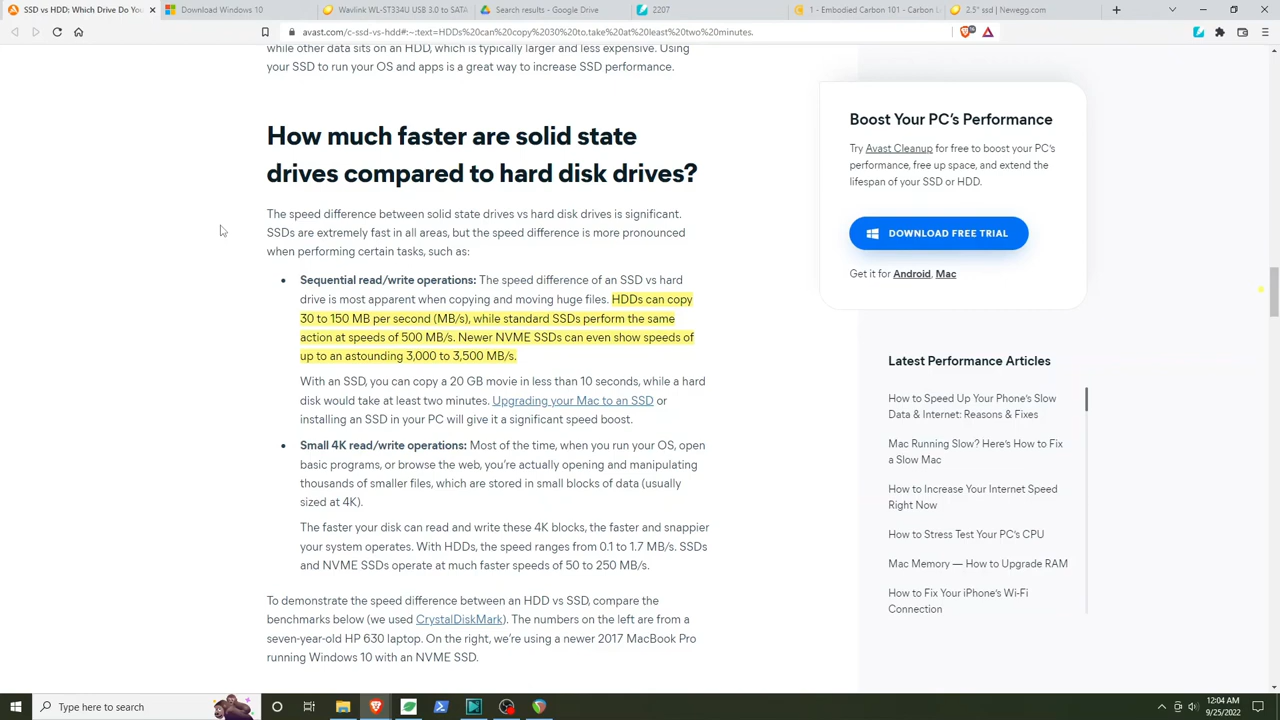 SSD vs HDD: Which Drive Do You
Download Windows 10
Wavlink WL-ST334U USB 3.0 to SATA
Search results - Google Drive
2207
1 - Embodied Carbon 101 - Carbon L
2.5" ssd | Newegg.com
avast.com/c-ssd-vs-hdd#:~:text=HDDs%20can%20copy%2030%20to,take%20at%20least%20two%20minutes.
while other data sits on an HDD, which is typically larger and less expensive. Using
your SSD to run your OS and apps is a great way to increase SSD performance.
How much faster are solid state
drives compared to hard disk drives?
The speed difference between solid state drives vs hard disk drives is significant.
SSDs are extremely fast in all areas, but the speed difference is more pronounced
when performing certain tasks, such as:
• Sequential read/write operations: The speed difference of an SSD vs hard
drive is most apparent when copying and moving huge files. HDDs can copy
30 to 150 MB per second (MB/s), while standard SSDs perform the same
action at speeds of 500 MB/s. Newer NVME SSDs can even show speeds of
up to an astounding 3,000 to 3,500 MB/s.
With an SSD, you can copy a 20 GB movie in less than 10 seconds, while a hard
disk would take at least two minutes. Upgrading your Mac to an SSD or
installing an SSD in your PC will give it a significant speed boost.
• Small 4K read/write operations: Most of the time, when you run your OS, open
basic programs, or browse the web, you're actually opening and manipulating
thousands of smaller files, which are stored in small blocks of data (usually
sized at 4K).
The faster your disk can read and write these 4K blocks, the faster and snappier
your system operates. With HDDs, the speed ranges from 0.1 to 1.7 MB/s. SSDs
and NVME SSDs operate at much faster speeds of 50 to 250 MB/s.
To demonstrate the speed difference between an HDD vs SSD, compare the
benchmarks below (we used CrystalDiskMark). The numbers on the left are from a
seven-year-old HP 630 laptop. On the right, we're using a newer 2017 MacBook Pro
running Windows 10 with an NVME SSD.
Boost Your PC's Performance
Try Avast Cleanup for free to boost your PC's
performance, free up space, and extend the
lifespan of your SSD or HDD.
DOWNLOAD FREE TRIAL
Get it for Android, Mac
Latest Performance Articles
How to Speed Up Your Phone's Slow
Data & Internet: Reasons & Fixes
Mac Running Slow? Here's How to Fix
a Slow Mac
How to Increase Your Internet Speed
Right Now
How to Stress Test Your PC's CPU
Mac Memory — How to Upgrade RAM
How to Fix Your iPhone's Wi-Fi
Connection
Type here to search
12:04 AM
9/25/2022